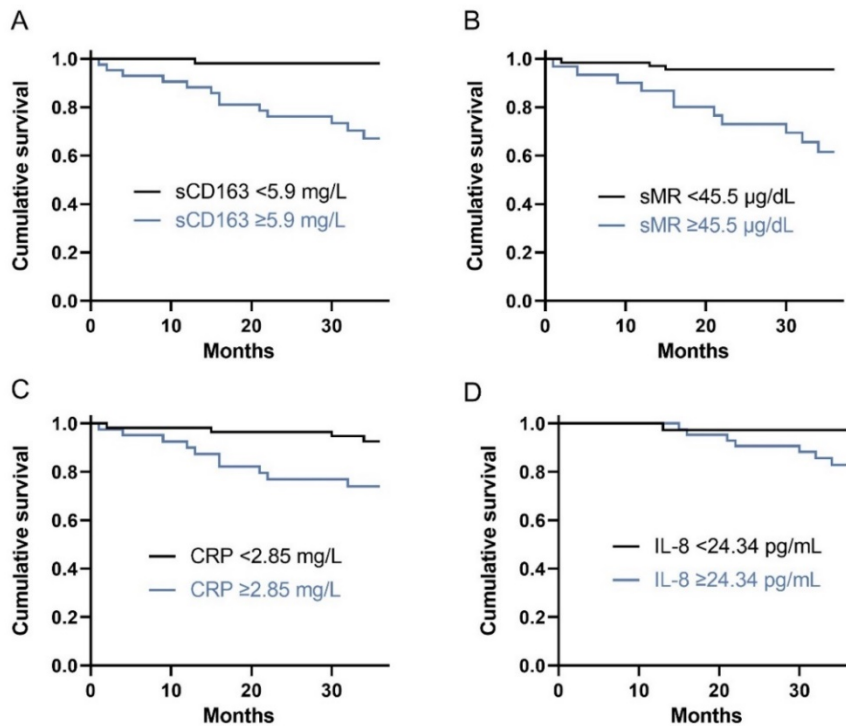 A
Cumulative survival
1.0
0.8
0.6
0.4
0.2
0.0
sCD163 <5.9 mg/L
sCD163 ≥5.9 mg/L
0 10 20 30
Months
B
Cumulative survival
1.0
0.8
0.6
0.4
0.2
0.0
sMR <45.5 µg/dL
sMR ≥45.5 µg/dL
0 10 20 30
Months
C
Cumulative survival
1.0
0.8
0.6
0.4
0.2
0.0
CRP <2.85 mg/L
CRP ≥2.85 mg/L
0 10 20 30
Months
D
Cumulative survival
1.0
0.8
0.6
0.4
0.2
0.0
IL-8 <24.34 pg/mL
IL-8 ≥24.34 pg/mL
0 10 20 30
Months